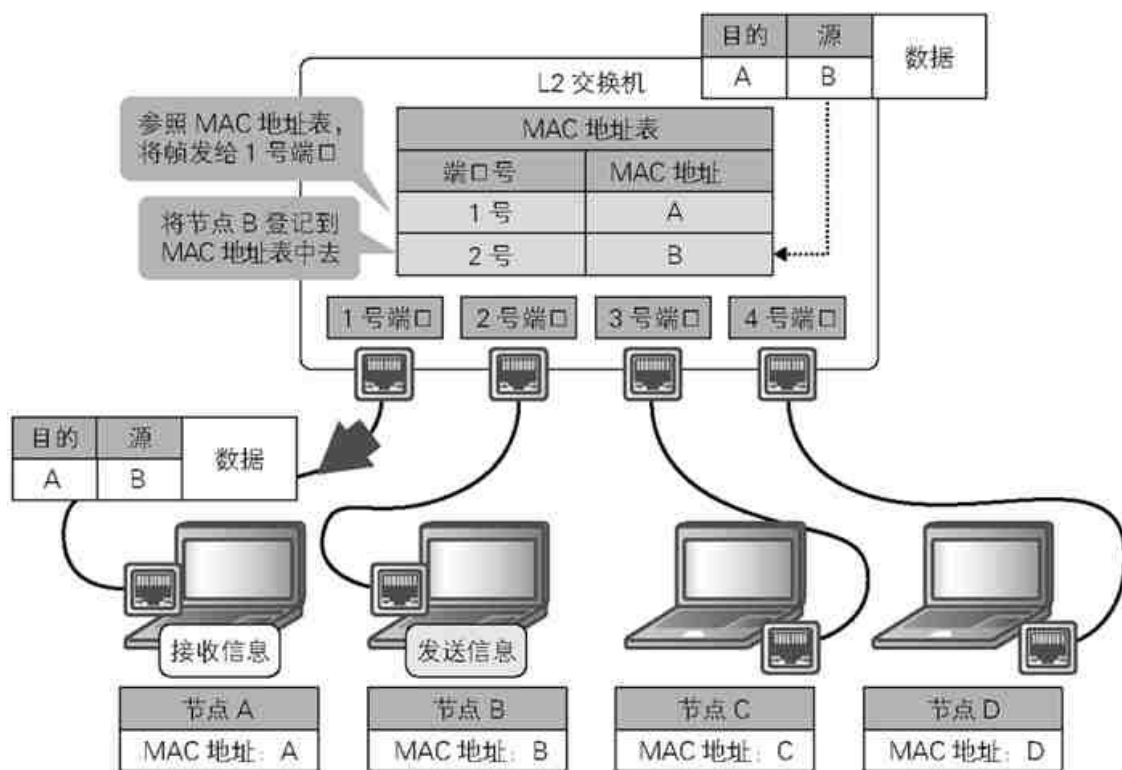 目的 源 数据
A B
L2 交换机
参照 MAC 地址表，
将帧发给 1 号端口
MAC 地址表
端口号 MAC 地址
1 号 A
2 号 B
将节点 B 登记到
MAC 地址表中去
1 号端口 2 号端口 3 号端口 4 号端口
目的 源 数据
A B
接收信息 发送信息
节点 A 节点 B 节点 C 节点 D
MAC 地址：A MAC 地址：B MAC 地址：C MAC 地址：D